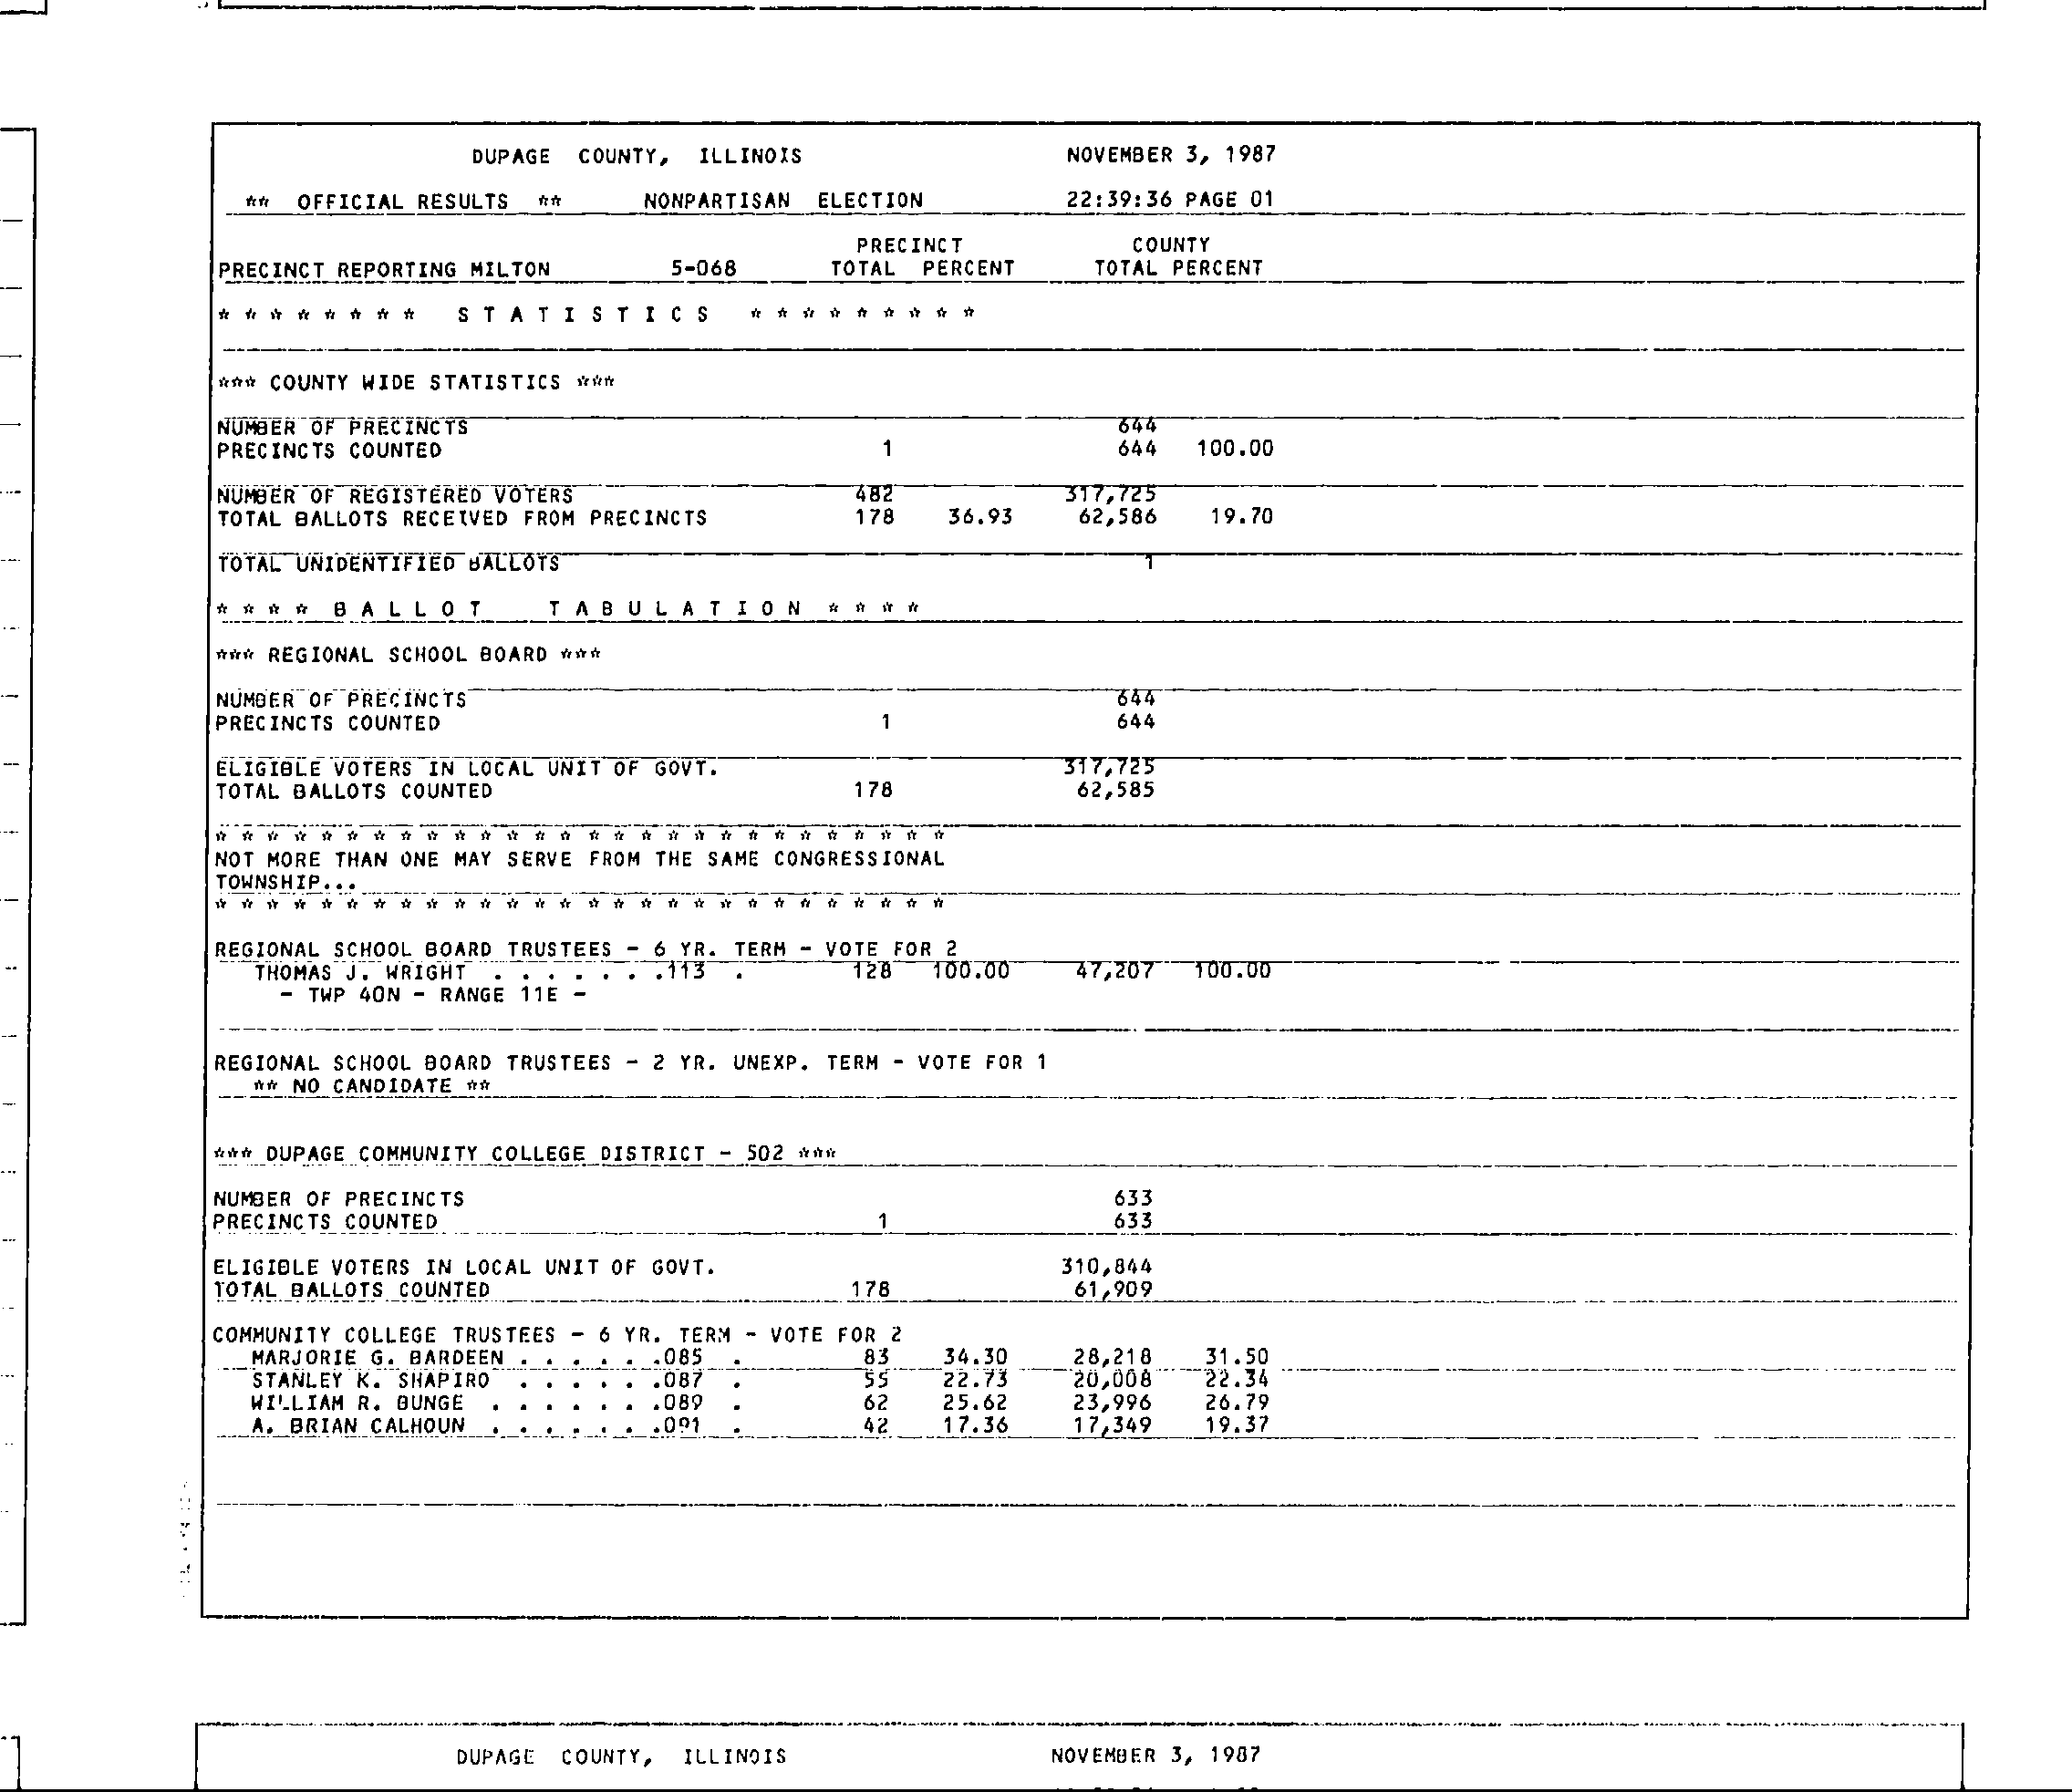 DUPAGE COUNTY, ILLINOIS NOVEMBER 3, 1987
** OFFICIAL RESULTS ** NONPARTISAN ELECTION 22:39:36 PAGE 01
PRECINCT COUNTY
PRECINCT REPORTING MILTON 5-068 TOTAL PERCENT TOTAL PERCENT
* * * * * * * * S T A T I S T I C S * * * * * * * * *
*** COUNTY WIDE STATISTICS ***
NUMBER OF PRECINCTS 644
PRECINCTS COUNTED 1 644 100.00
NUMBER OF REGISTERED VOTERS 482 317,725
TOTAL BALLOTS RECEIVED FROM PRECINCTS 178 36.93 62,586 19.70
TOTAL UNIDENTIFIED BALLOTS 1
* * * * B A L L O T T A B U L A T I O N * * * *
*** REGIONAL SCHOOL BOARD ***
NUMBER OF PRECINCTS 644
PRECINCTS COUNTED 1 644
ELIGIBLE VOTERS IN LOCAL UNIT OF GOVT. 317,725
TOTAL BALLOTS COUNTED 178 62,585
* * * * * * * * * * * * * * * * * * * * * * * * * * * *
NOT MORE THAN ONE MAY SERVE FROM THE SAME CONGRESSIONAL
TOWNSHIP...
* * * * * * * * * * * * * * * * * * * * * * * * * * * *
REGIONAL SCHOOL BOARD TRUSTEES - 6 YR. TERM - VOTE FOR 2
THOMAS J. WRIGHT . . . . . . .113 . 128 100.00 47,207 100.00
- TWP 40N - RANGE 11E -
REGIONAL SCHOOL BOARD TRUSTEES - 2 YR. UNEXP. TERM - VOTE FOR 1
** NO CANDIDATE **
*** DUPAGE COMMUNITY COLLEGE DISTRICT - 502 ***
NUMBER OF PRECINCTS 633
PRECINCTS COUNTED 1 633
ELIGIBLE VOTERS IN LOCAL UNIT OF GOVT. 310,844
TOTAL BALLOTS COUNTED 178 61,909
COMMUNITY COLLEGE TRUSTEES - 6 YR. TERM - VOTE FOR 2
MARJORIE G. BARDEEN . . . . . .085 . 83 34.30 28,218 31.50
STANLEY K. SHAPIRO . . . . . .087 . 55 22.73 20,008 22.34
WILLIAM R. BUNGE . . . . . . .089 . 62 25.62 23,996 26.79
A. BRIAN CALHOUN . . . . . . .091 . 42 17.36 17,349 19.37
DUPAGE COUNTY, ILLINOIS NOVEMBER 3, 1987